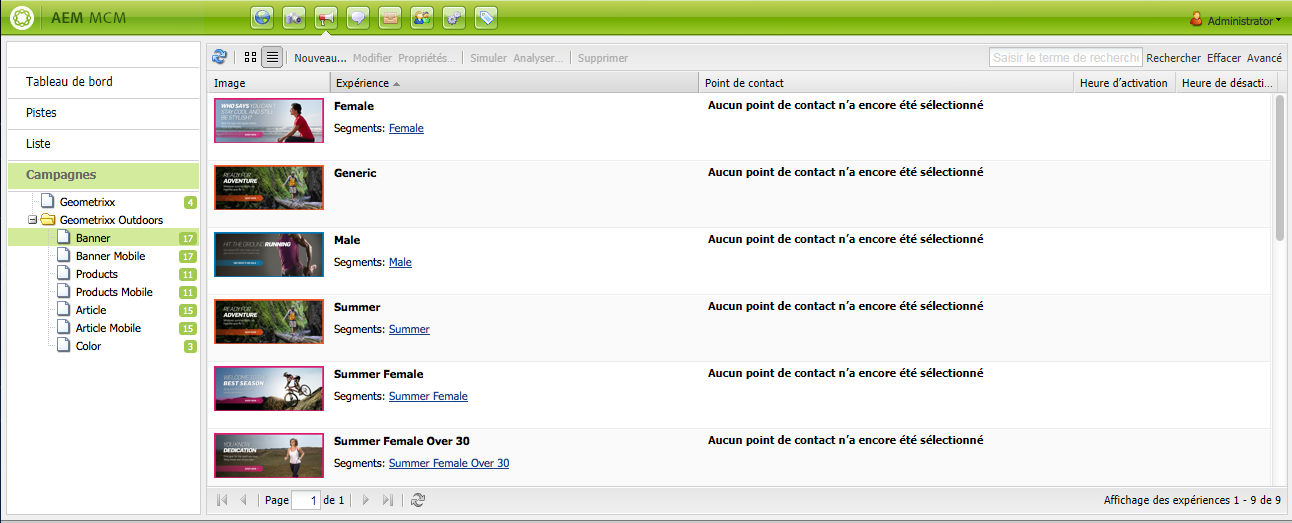 AEM MCM
Administrator
Tableau de bord
Pistes
Liste
Campagnes
Geometrixx 4
Geometrixx Outdoors
Banner 17
Banner Mobile 17
Products 11
Products Mobile 11
Article 15
Article Mobile 15
Color 3
Nouveau... Modifier Propriétés... Simuler Analyser... Supprimer Saisir le terme de recherche Rechercher Effacer Avancé
Image Expérience Point de contact Heure d'activation Heure de désacti...
WHO SAYS YOU CAN'T
STAY COOL AND STILL
BE STYLISH?
Female
Segments: Female
Aucun point de contact n'a encore été sélectionné
READY FOR
ADVENTURE
Generic
Aucun point de contact n'a encore été sélectionné
HIT THE GROUND RUNNING
Male
Segments: Male
Aucun point de contact n'a encore été sélectionné
READY FOR
ADVENTURE
Summer
Segments: Summer
Aucun point de contact n'a encore été sélectionné
WELCOME TO THE
BEST SEASON
Summer Female
Segments: Summer Female
Aucun point de contact n'a encore été sélectionné
YOU KNOW
DEDICATION
Summer Female Over 30
Segments: Summer Female Over 30
Aucun point de contact n'a encore été sélectionné
Page 1 de 1
Affichage des expériences 1 - 9 de 9